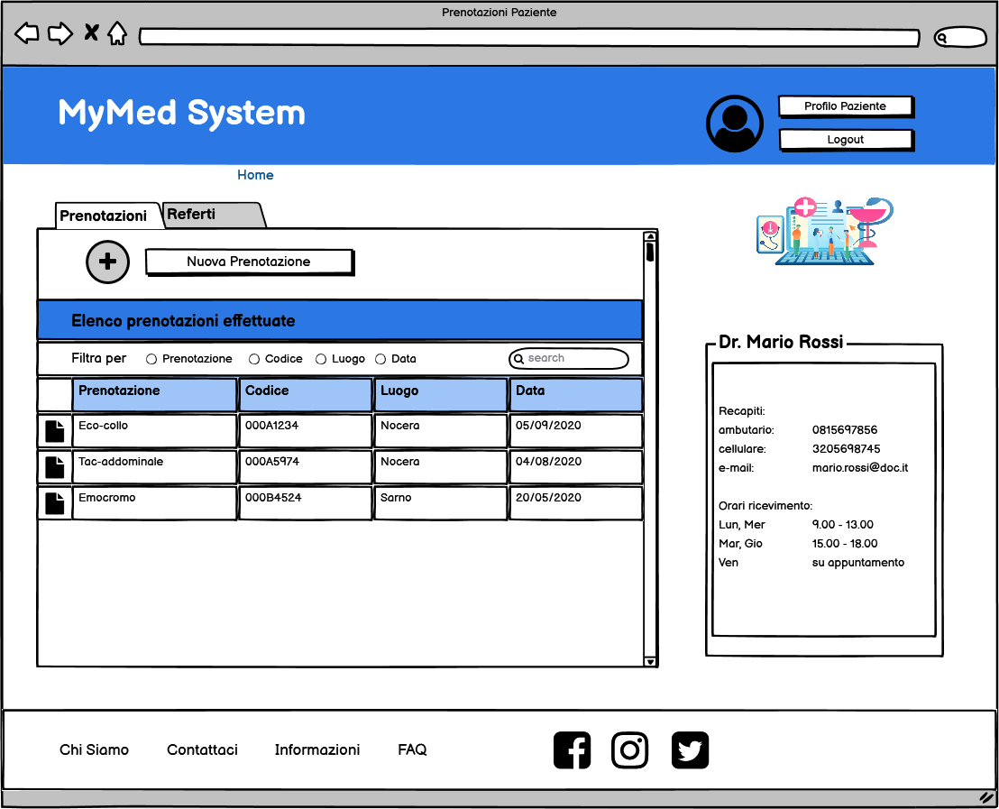 Prenotazioni Paziente
MyMed System
Profilo Paziente
Logout
Home
Prenotazioni Referti
Nuova Prenotazione
Elenco prenotazioni effettuate
Filtra per Prenotazione Codice Luogo Data search
Prenotazione Codice Luogo Data
Eco-collo 000A1234 Nocera 05/09/2020
Tac-addominale 000A5974 Nocera 04/08/2020
Emocromo 000B4524 Sarno 20/05/2020
Dr. Mario Rossi
Recapiti:
ambutario: 0815697856
cellulare: 3205698745
e-mail: mario.rossi@doc.it
Orari ricevimento:
Lun, Mer 9.00 - 13.00
Mar, Gio 15.00 - 18.00
Ven su appuntamento
Chi Siamo Contattaci Informazioni FAQ